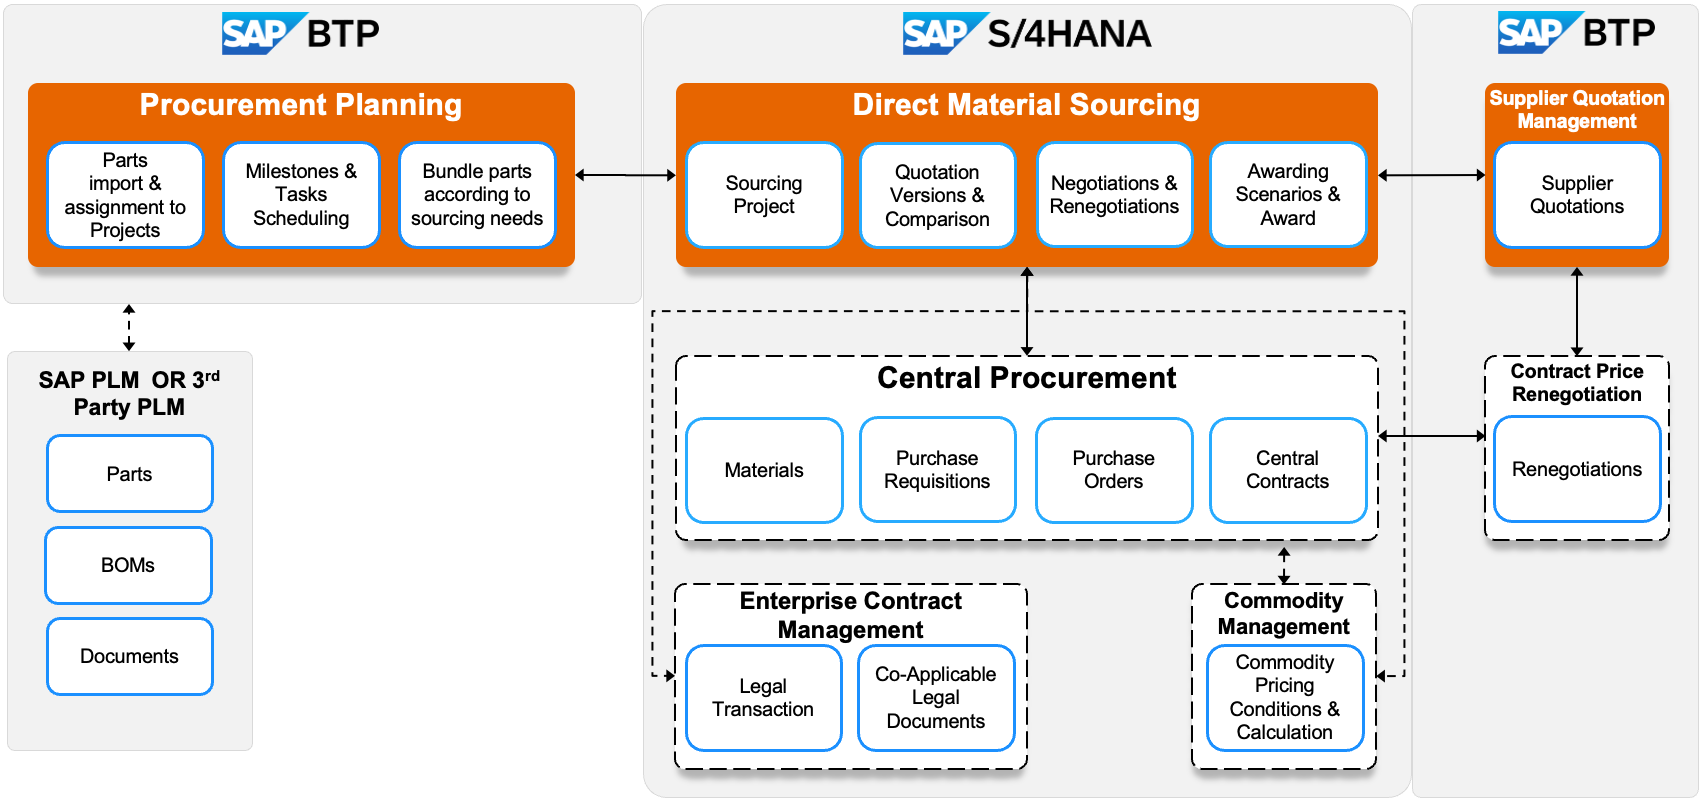 SAP BTP
Procurement Planning
Parts
import &
assignment to
Projects
Milestones &
Tasks
Scheduling
Bundle parts
according to
sourcing needs
SAP PLM OR 3rd
Party PLM
Parts
BOMs
Documents
SAP S/4HANA
Direct Material Sourcing
Sourcing
Project
Quotation
Versions &
Comparison
Negotiations &
Renegotiations
Awarding
Scenarios &
Award
Central Procurement
Materials
Purchase
Requisitions
Purchase
Orders
Central
Contracts
Enterprise Contract
Management
Legal
Transaction
Co-Applicable
Legal
Documents
Commodity
Management
Commodity
Pricing
Conditions &
Calculation
SAP BTP
Supplier Quotation
Management
Supplier
Quotations
Contract Price
Renegotiation
Renegotiations